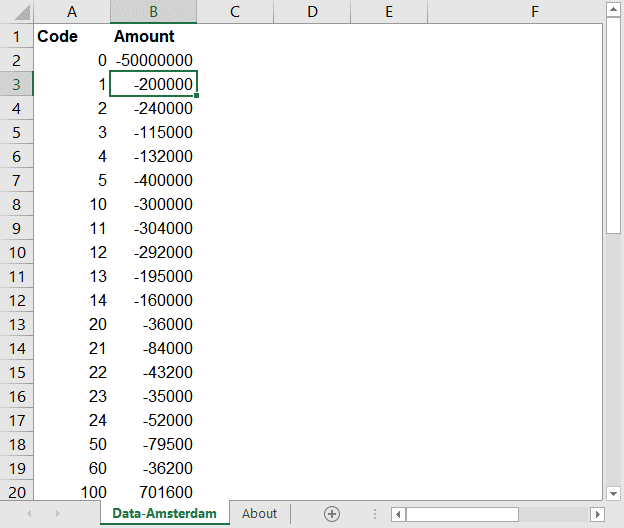 A B C D E F
1 Code Amount
2 0 -50000000
3 1 -200000
4 2 -240000
5 3 -115000
6 4 -132000
7 5 -400000
8 10 -300000
9 11 -304000
10 12 -292000
11 13 -195000
12 14 -160000
13 20 -36000
14 21 -84000
15 22 -43200
16 23 -35000
17 24 -52000
18 50 -79500
19 60 -36200
20 100 701600
Data-Amsterdam About